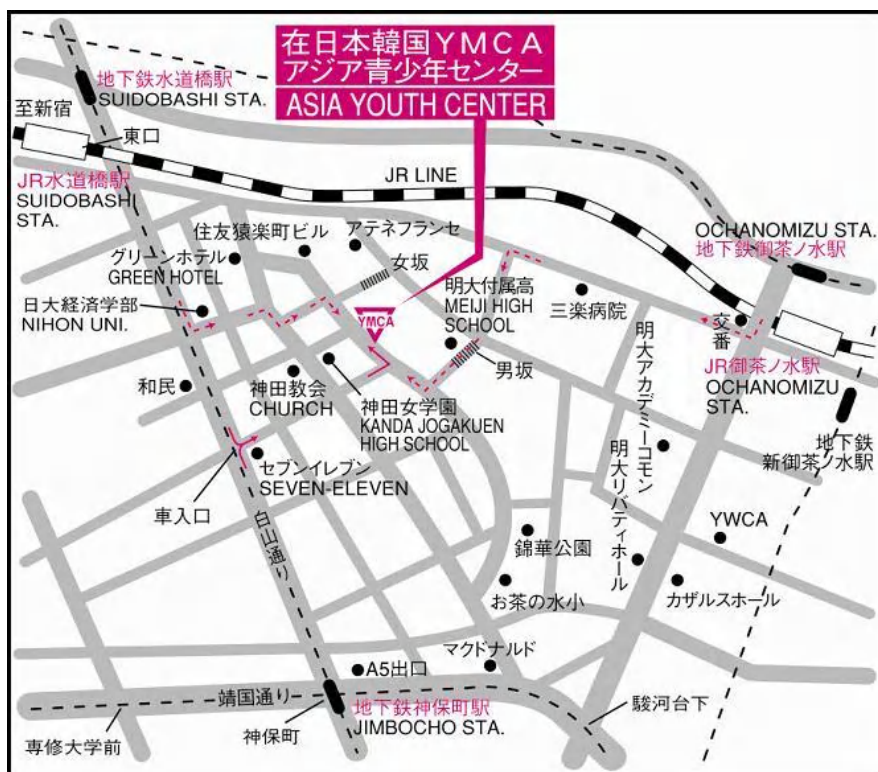 在日本韓国YMCA
アジア青少年センター
ASIA YOUTH CENTER
地下鉄水道橋駅
SUIDOBASHI STA.
至新宿
東口
JR LINE
JR水道橋駅
SUIDOBASHI
STA.
OCHANOMIZU STA.
地下鉄御茶ノ水駅
住友猿楽町ビル
アテネフランセ
グリーンホテル
GREEN HOTEL
女坂
明大付属高
MEIJI HIGH
SCHOOL
三楽病院
日大経済学部
NIHON UNI.
YMCA
交番
JR御茶ノ水駅
OCHANOMIZU
STA.
和民
神田教会
CHURCH
神田女学園
KANDA JOGAKUEN
HIGH SCHOOL
男坂
明大アカデミーコモン
明大リバティホール
地下鉄
新御茶ノ水駅
セブンイレブン
SEVEN-ELEVEN
車入口
白山通り
錦華公園
YWCA
お茶の水小
カザルスホール
マクドナルド
A5出口
靖国通り
地下鉄神保町駅
JIMBOCHO STA.
駿河台下
専修大学前
神保町